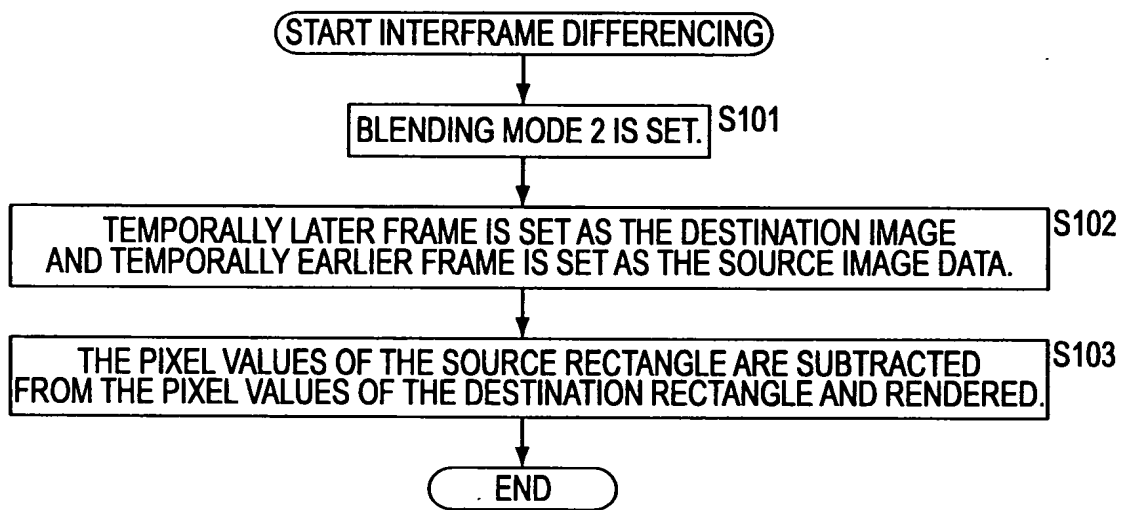 START INTERFRAME DIFFERENCING
BLENDING MODE 2 IS SET.
S101
TEMPORALLY LATER FRAME IS SET AS THE DESTINATION IMAGE
AND TEMPORALLY EARLIER FRAME IS SET AS THE SOURCE IMAGE DATA.
S102
THE PIXEL VALUES OF THE SOURCE RECTANGLE ARE SUBTRACTED
FROM THE PIXEL VALUES OF THE DESTINATION RECTANGLE AND RENDERED.
S103
END